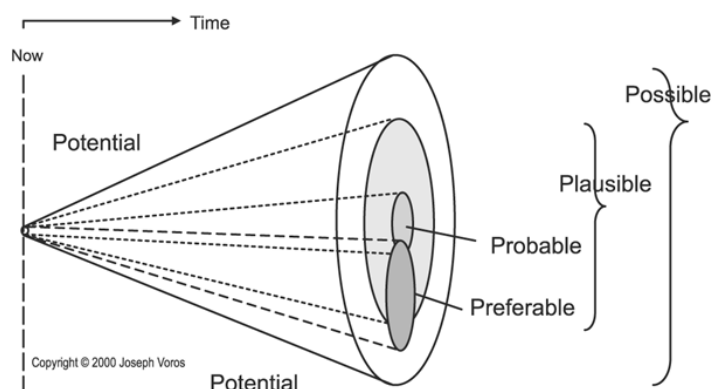 Time
Now
Possible
Potential
Plausible
Probable
Preferable
Copyright © 2000 Joseph Voros
Potential